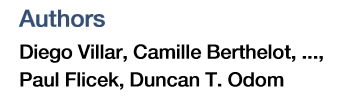 Authors
Diego Villar, Camille Berthelot, ...,
Paul Flicek, Duncan T. Odom